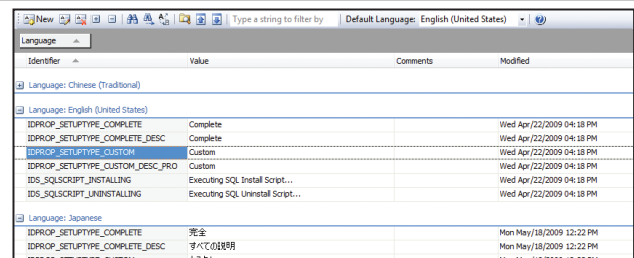 New Type a string to filter by Default Language: English (United States)
Language
Identifier Value Comments Modified
Language: Chinese (Traditional)
Language: English (United States)
IDPROP_SETUPTYPE_COMPLETE Complete Wed Apr/22/2009 04:18 PM
IDPROP_SETUPTYPE_COMPLETE_DESC Complete Wed Apr/22/2009 04:18 PM
IDPROP_SETUPTYPE_CUSTOM Custom Wed Apr/22/2009 04:18 PM
IDPROP_SETUPTYPE_CUSTOM_DESC_PRO Custom Wed Apr/22/2009 04:18 PM
IDS_SQLSCRIPT_INSTALLING Executing SQL Install Script... Wed Apr/22/2009 04:18 PM
IDS_SQLSCRIPT_UNINSTALLING Executing SQL Uninstall Script... Wed Apr/22/2009 04:18 PM
Language: Japanese
IDPROP_SETUPTYPE_COMPLETE 完全 Mon May/18/2009 12:22 PM
IDPROP_SETUPTYPE_COMPLETE_DESC すべての説明 Mon May/18/2009 12:22 PM